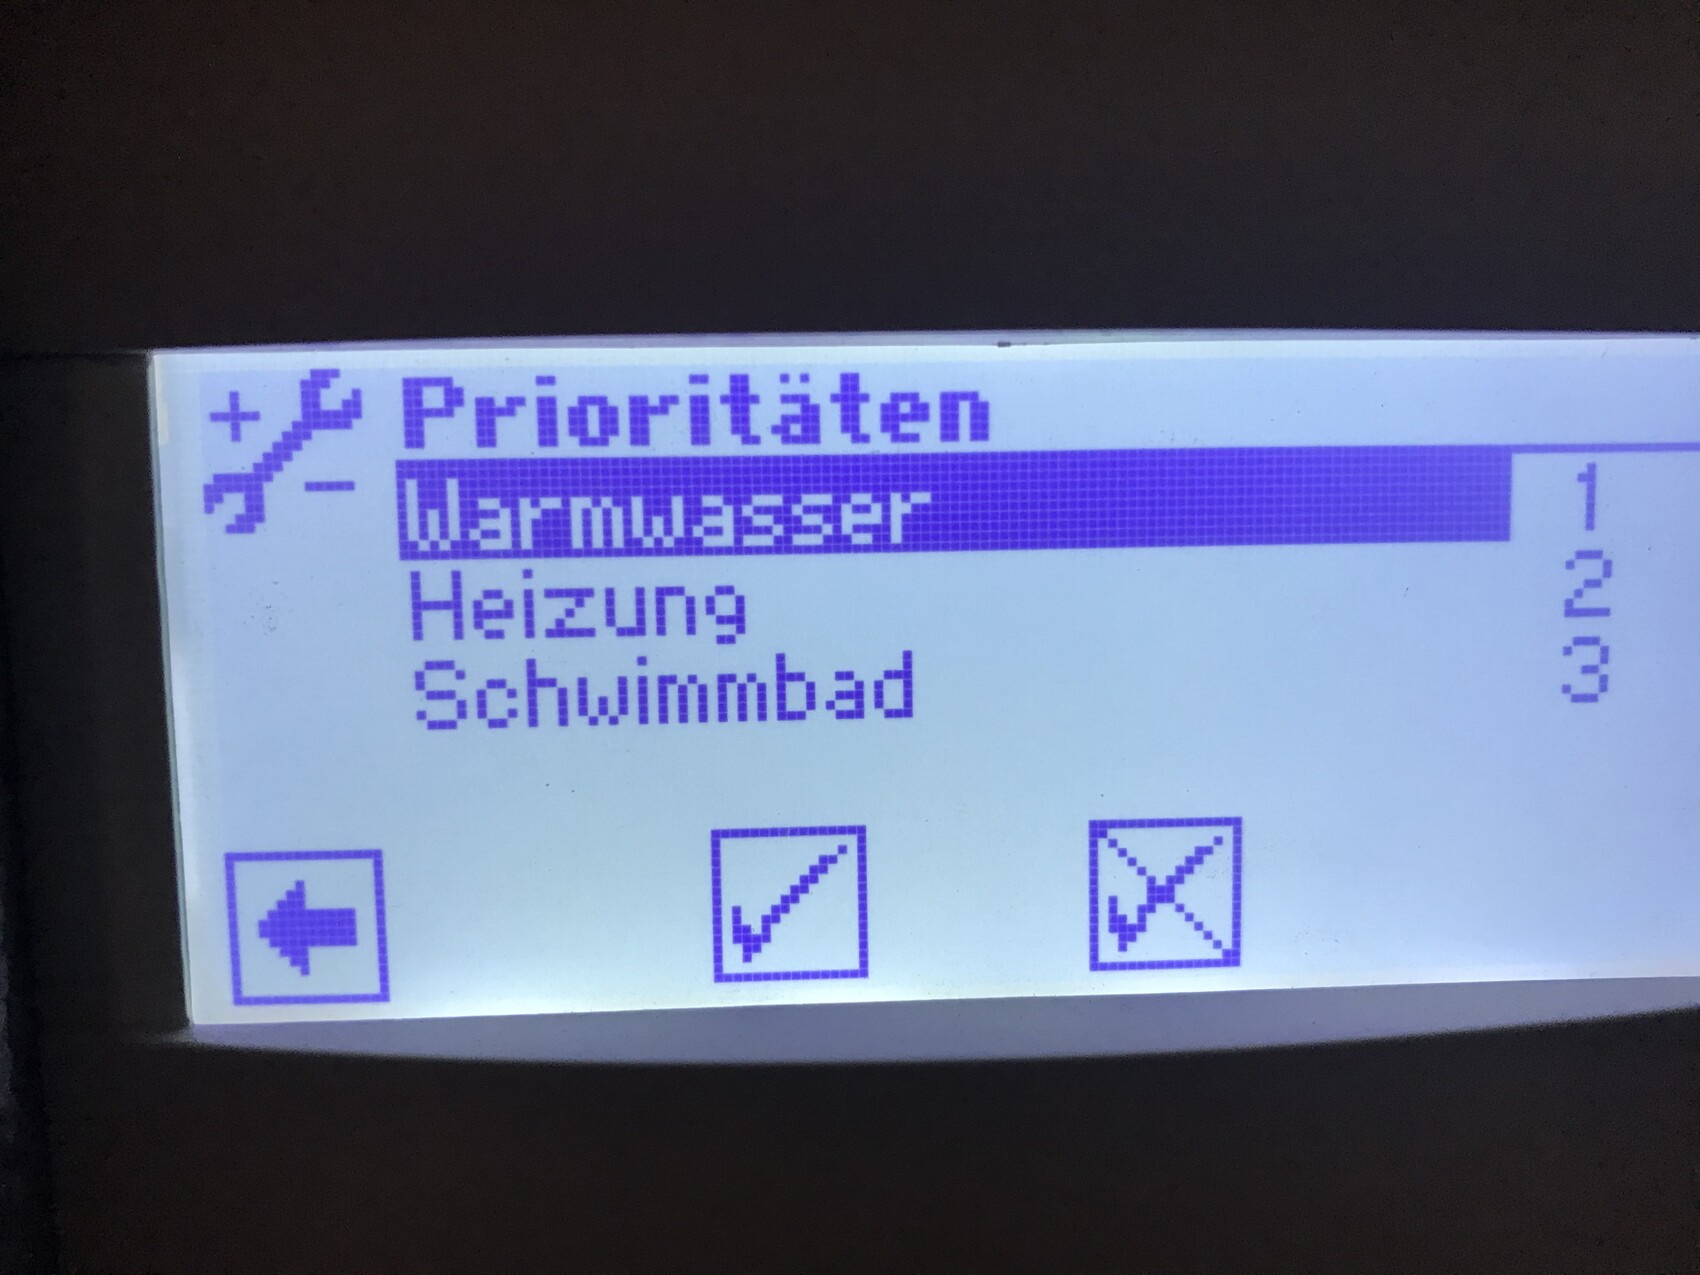 Prioritäten
Warmwasser 1
Heizung 2
Schwimmbad 3